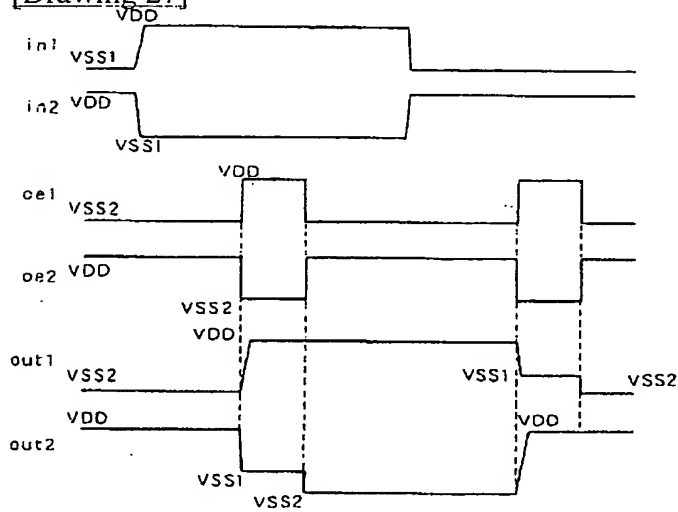 [Drawing 27]
VDD
in1
VSS1
in2 VDD
VSS1
VDD
oe1
VSS2
oe2 VDD
VSS2
VDD
out1
VSS2
VSS1
VSS2
VDD
VDD
out2
VSS1
VSS2